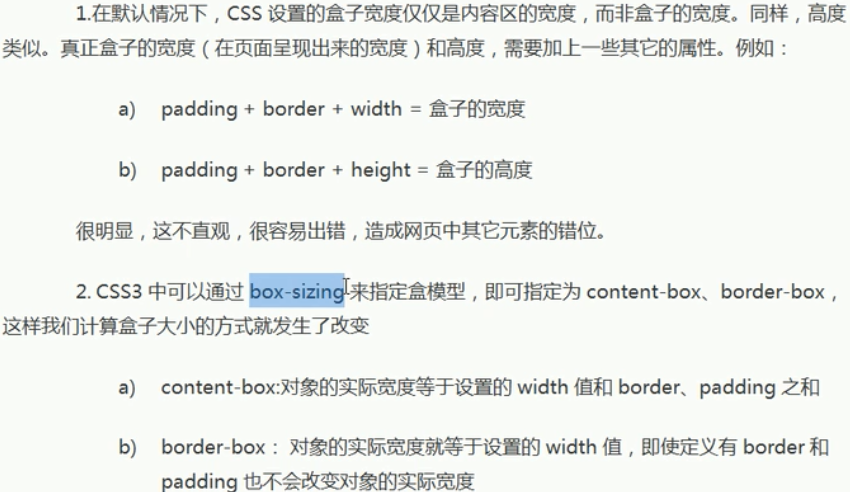 1.在默认情况下，CSS 设置的盒子宽度仅仅是内容区的宽度，而非盒子的宽度。同样，高度
类似。真正盒子的宽度（在页面呈现出来的宽度）和高度，需要加上一些其它的属性。例如：
a) padding + border + width = 盒子的宽度
b) padding + border + height = 盒子的高度
很明显，这不直观，很容易出错，造成网页中其它元素的错位。
2. CSS3 中可以通过 box-sizing 来指定盒模型，即可指定为 content-box、border-box，
这样我们计算盒子大小的方式就发生了改变
a) content-box:对象的实际宽度等于设置的 width 值和 border、padding 之和
b) border-box： 对象的实际宽度就等于设置的 width 值，即使定义有 border 和
padding 也不会改变对象的实际宽度